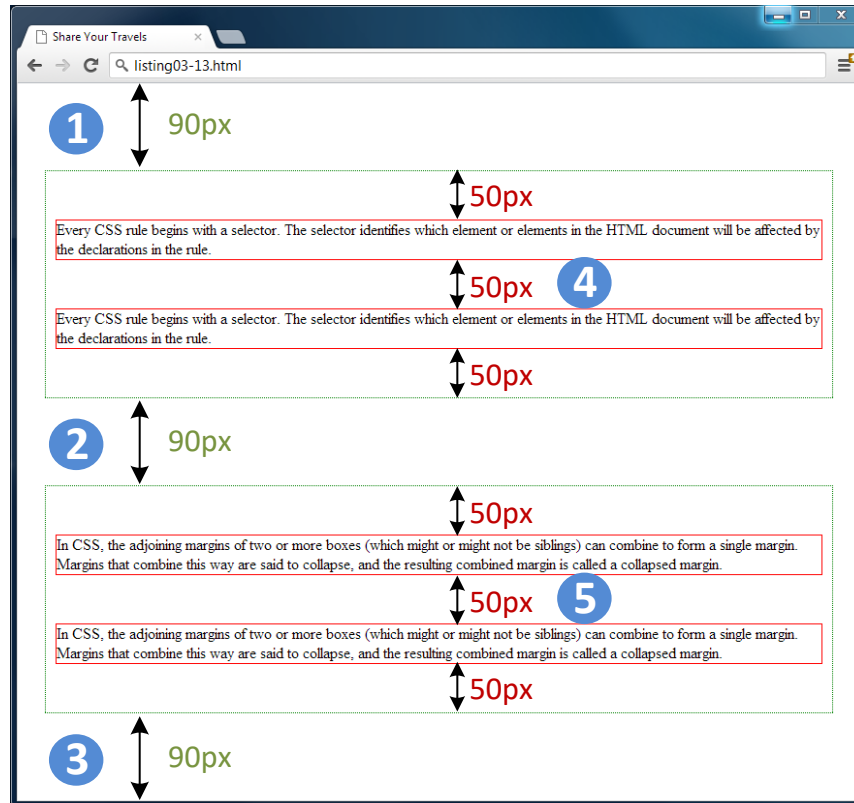 Share Your Travels
listing03-13.html
1 90px
50px
Every CSS rule begins with a selector. The selector identifies which element or elements in the HTML document will be affected by
the declarations in the rule.
50px 4
Every CSS rule begins with a selector. The selector identifies which element or elements in the HTML document will be affected by
the declarations in the rule.
50px
2 90px
50px
In CSS, the adjoining margins of two or more boxes (which might or might not be siblings) can combine to form a single margin.
Margins that combine this way are said to collapse, and the resulting combined margin is called a collapsed margin.
50px 5
In CSS, the adjoining margins of two or more boxes (which might or might not be siblings) can combine to form a single margin.
Margins that combine this way are said to collapse, and the resulting combined margin is called a collapsed margin.
50px
3 90px